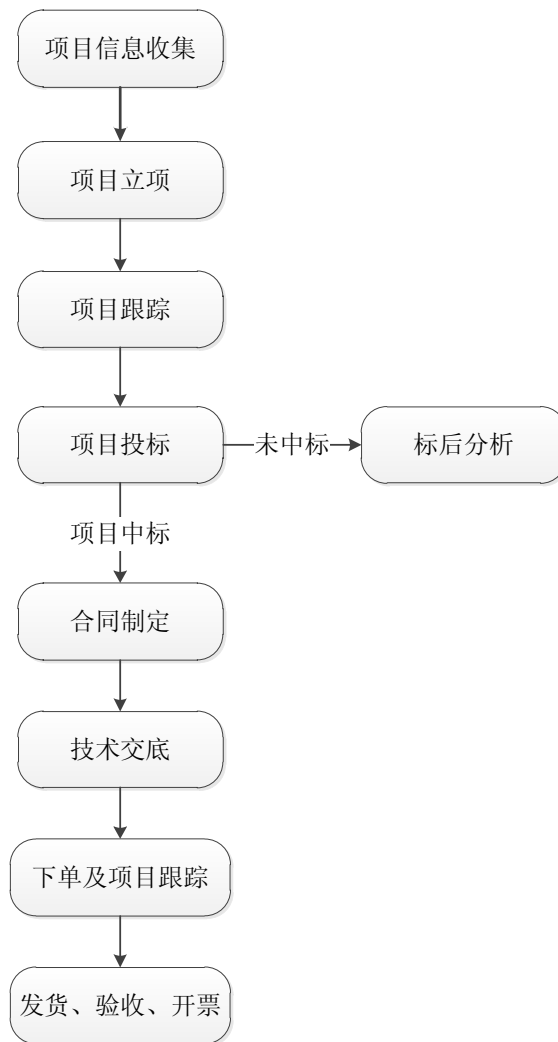 项目信息收集
项目立项
项目跟踪
项目投标
未中标
标后分析
项目中标
合同制定
技术交底
下单及项目跟踪
发货、验收、开票